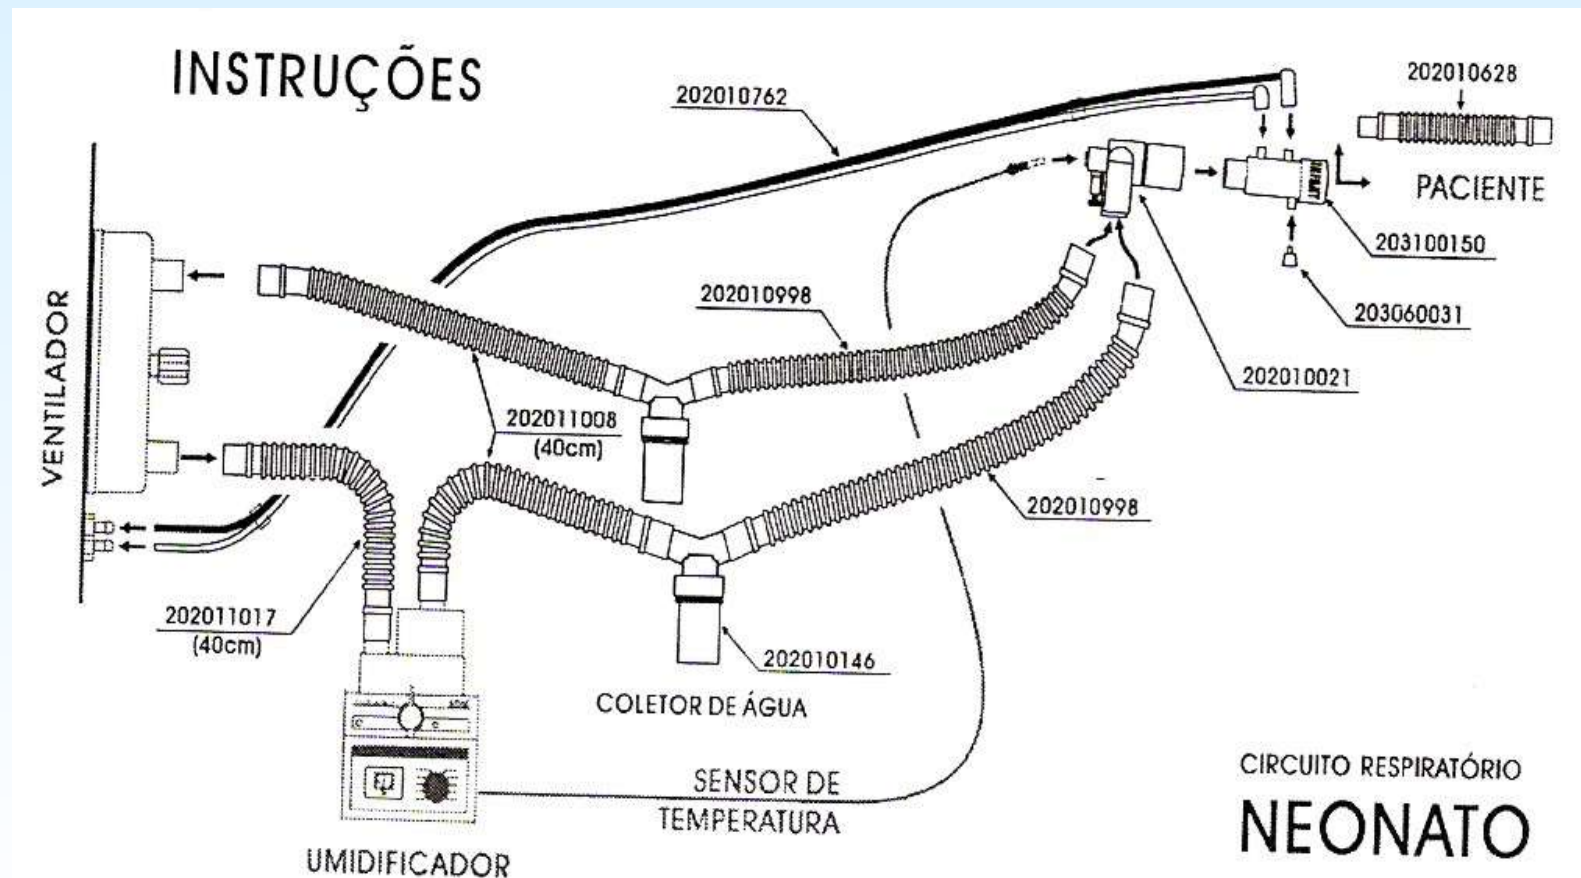 INSTRUÇÕES
202010762
202010628
PACIENTE
203100150
203060031
202010021
202010998
VENTILADOR
202011008
(40cm)
202010998
202011017
(40cm)
202010146
COLETOR DE ÁGUA
SENSOR DE
TEMPERATURA
UMIDIFICADOR
CIRCUITO RESPIRATÓRIO
NEONATO